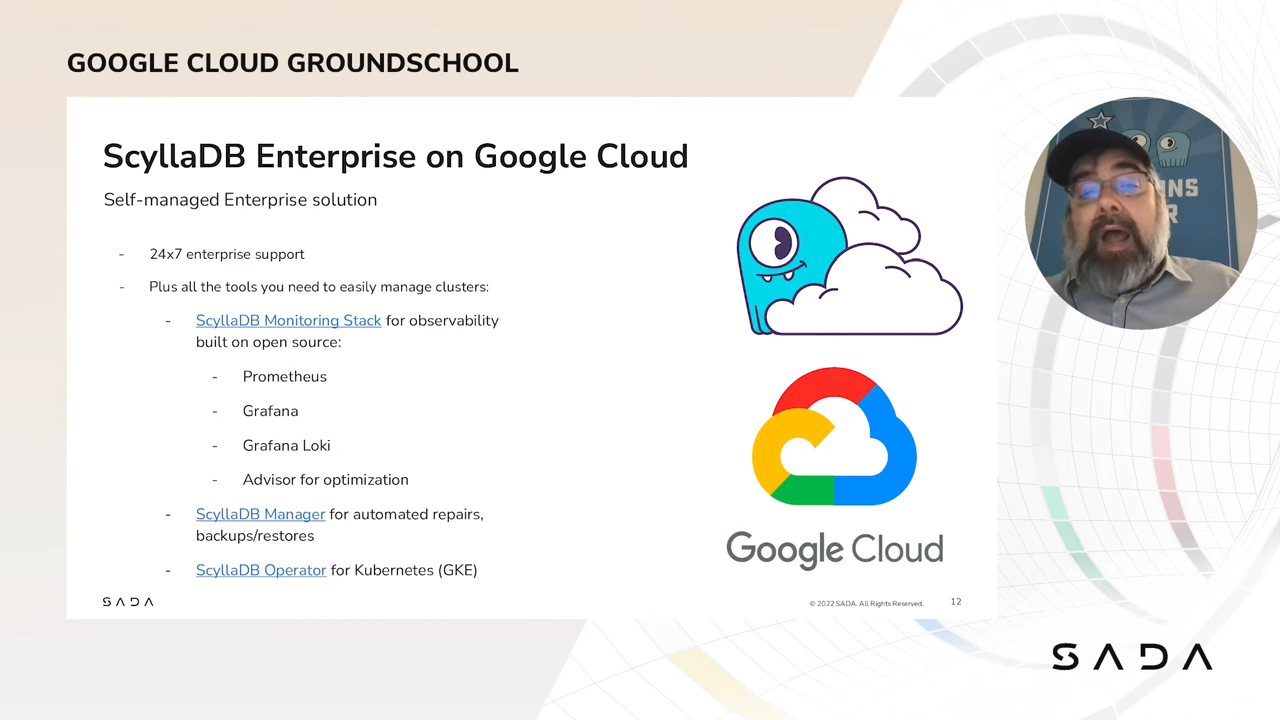 GOOGLE CLOUD GROUNDSCHOOL
ScyllaDB Enterprise on Google Cloud
Self-managed Enterprise solution
- 24x7 enterprise support
- Plus all the tools you need to easily manage clusters:
- ScyllaDB Monitoring Stack for observability
built on open source:
- Prometheus
- Grafana
- Grafana Loki
- Advisor for optimization
- ScyllaDB Manager for automated repairs,
backups/restores
- ScyllaDB Operator for Kubernetes (GKE)
Google Cloud
SADA
© 2022 SADA. All Rights Reserved.
12
SADA